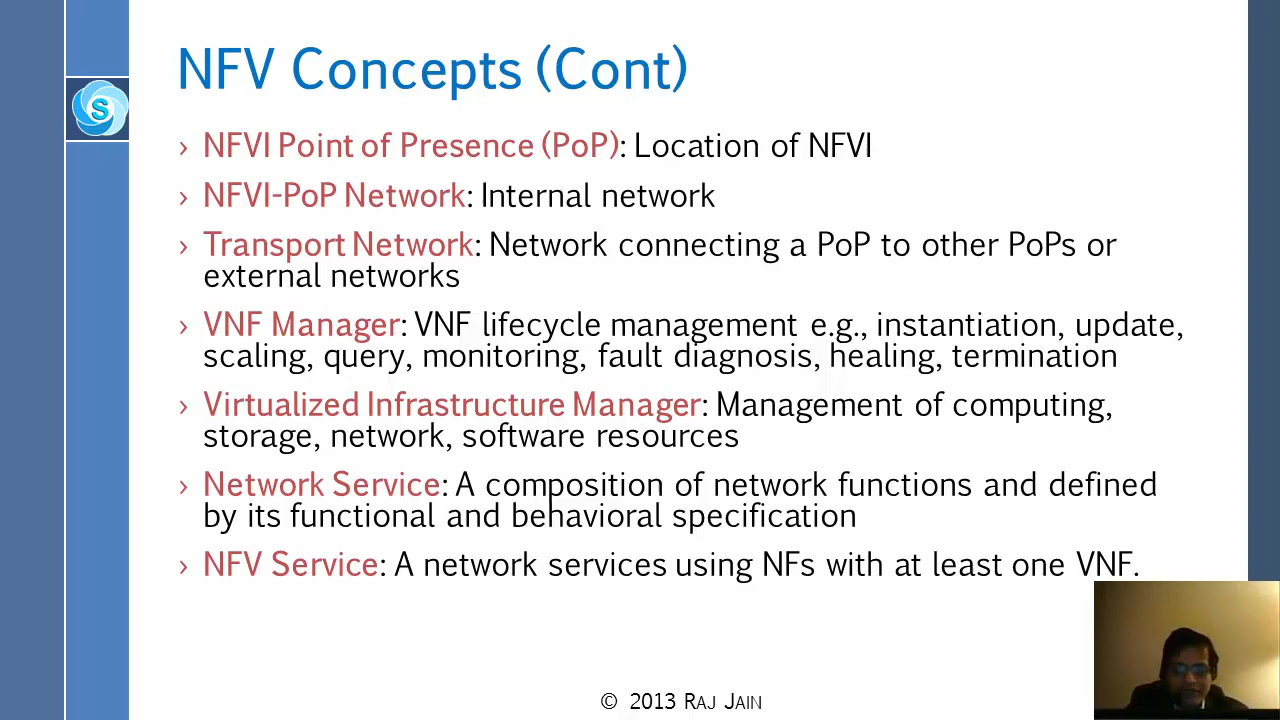 NFV Concepts (Cont)
S
› NFVI Point of Presence (PoP): Location of NFVI
› NFVI-PoP Network: Internal network
› Transport Network: Network connecting a PoP to other PoPs or
external networks
› VNF Manager: VNF lifecycle management e.g., instantiation, update,
scaling, query, monitoring, fault diagnosis, healing, termination
› Virtualized Infrastructure Manager: Management of computing,
storage, network, software resources
› Network Service: A composition of network functions and defined
by its functional and behavioral specification
› NFV Service: A network services using NFs with at least one VNF.
© 2013 RAJ JAIN